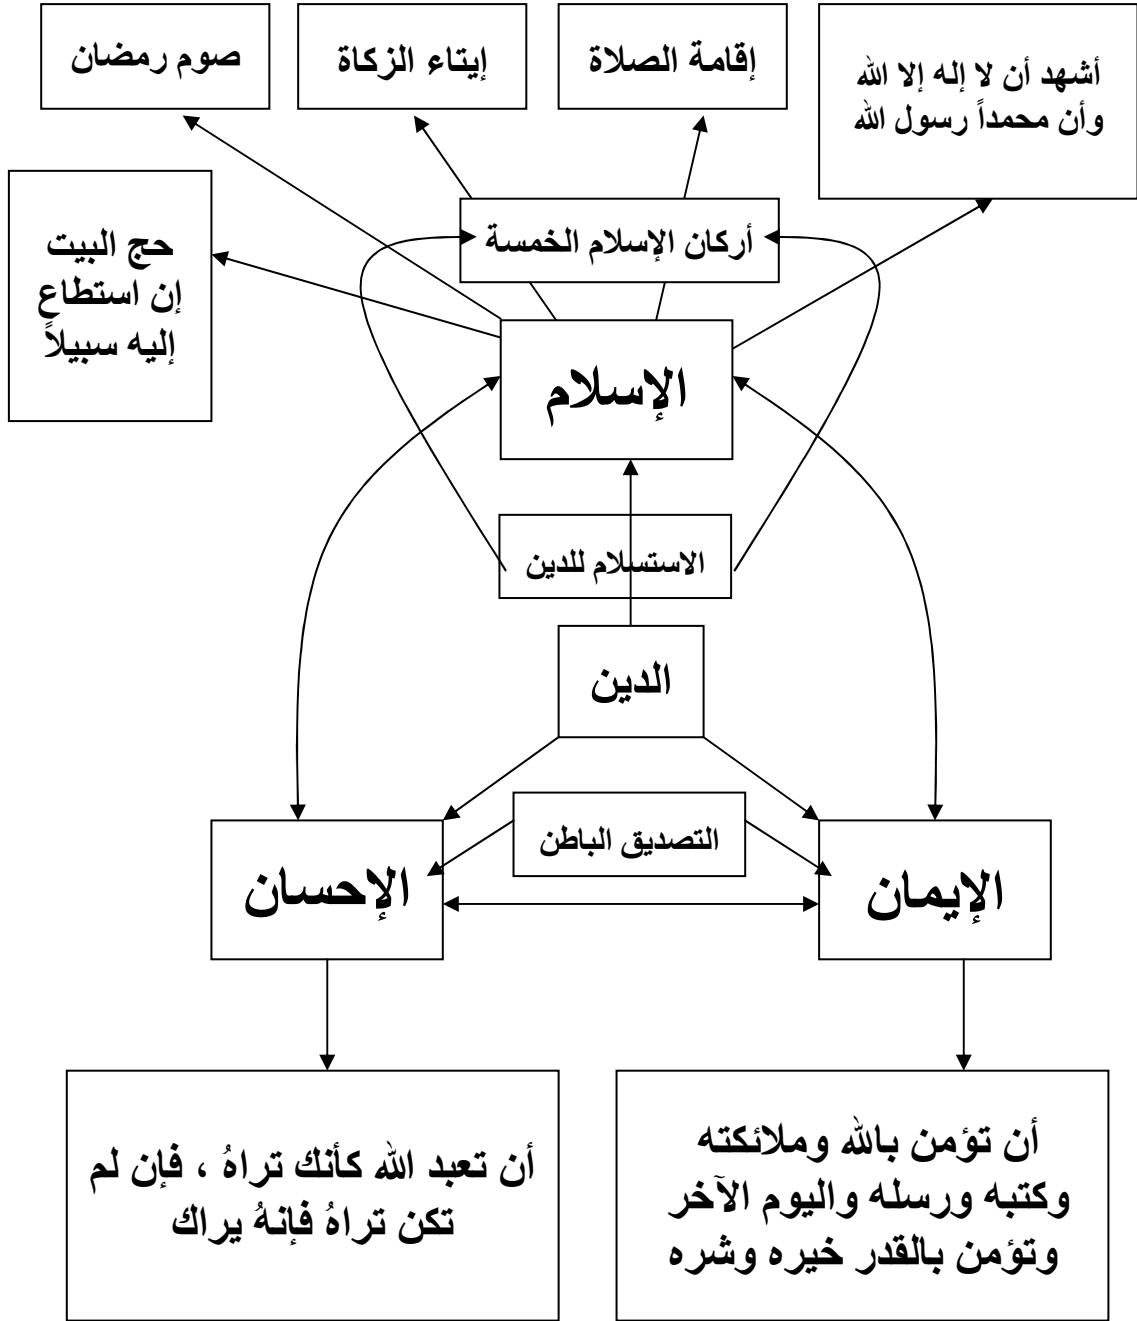 أشهد أن لا إله إلا الله
وأن محمداً رسول الله
إقامة الصلاة
إيتاء الزكاة
صوم رمضان
حج البيت
إن استطاع
إليه سبيلاً
أركان الإسلام الخمسة
الإسلام
الاستسلام للدين
الدين
التصديق الباطن
الإيمان
الإحسان
أن تؤمن بالله وملائكته
وكتبه ورسله واليوم الآخر
وتؤمن بالقدر خيره وشره
أن تعبد الله كأنك تراهُ ، فإن لم
تكن تراهُ فإنهُ يراك